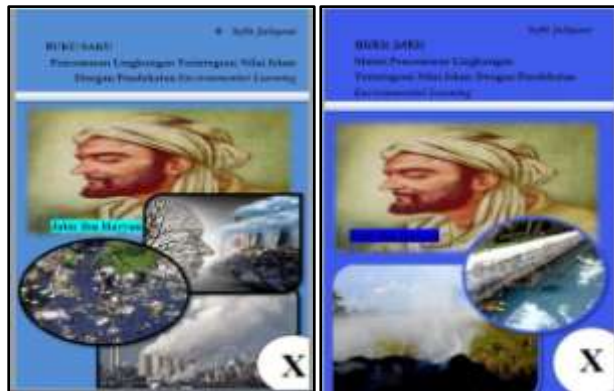 BUKU SAKU
Pencemaran Lingkungan Terintegrasi Nilai Islam
Dengan Pendekatan Environmental Learning
Jabir ibn Hayyan
X
BUKU SAKU
Materi Pencemaran Lingkungan
Terintegrasi Nilai Islam Dengan Pendekatan
Environmental Learning
X